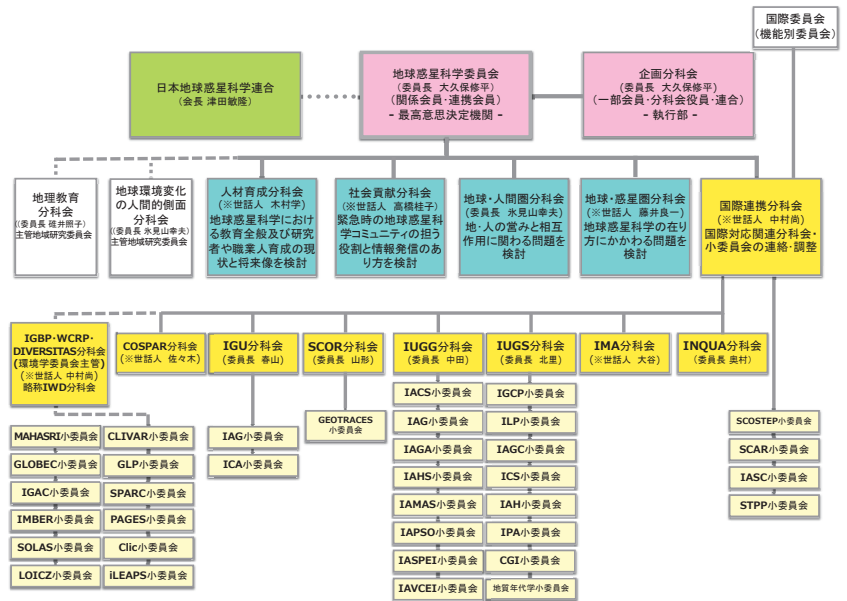 国際委員会
(機能別委員会)
日本地球惑星科学連合
(会長 津田敏隆)
地球惑星科学委員会
(委員長 大久保修平)
(関係会員･連携会員)
- 最高意思決定機関 -
企画分科会
(委員長 大久保修平)
(一部会員･分科会役員･連合)
- 執行部 -
地理教育
分科会
((委員長 碓井照子)
主管地域研究委員会
地球環境変化
の人間的側面
分科会
((委員長 氷見山幸夫)
主管地域研究委員会
人材育成分科会
(※世話人 木村学)
地球惑星科学における
教育全般及び研究
者や職業人育成の現
状と将来像を検討
社会貢献分科会
(※世話人 高橋桂子)
緊急時の地球惑星科
学コミュニティの担う
役割と情報発信のあ
り方を検討
地球･人間圏分科会
(委員長 氷見山幸夫)
地･人の営みと相互
作用に関わる問題を
検討
地球･惑星圏分科会
(※世話人 藤井良一)
地球惑星科学の在り
方にかかわる問題を
検討
国際連携分科会
(※世話人 中村尚)
国際対応関連分科会･
小委員会の連絡･調整
IGBP･WCRP･
DIVERSITAS分科会
(環境学委員会主管)
(※世話人 中村尚)
略称IWD分科会
COSPAR分科会
(※世話人 佐々木)
IGU分科会
(委員長 春山)
SCOR分科会
(委員長 山形)
IUGG分科会
(委員長 中田)
IUGS分科会
(委員長 北里)
IMA分科会
(※世話人 大谷)
INQUA分科会
(委員長 奥村)
MAHASRI小委員会
GLOBEC小委員会
IGAC小委員会
IMBER小委員会
SOLAS小委員会
LOICZ小委員会
CLIVAR小委員会
GLP小委員会
SPARC小委員会
PAGES小委員会
Clic小委員会
iLEAPS小委員会
IAG小委員会
ICA小委員会
GEOTRACES
小委員会
IACS小委員会
IAG小委員会
IAGA小委員会
IAHS小委員会
IAMAS小委員会
IAPSO小委員会
IASPEI小委員会
IAVCEI小委員会
IGCP小委員会
ILP小委員会
IAGC小委員会
ICS小委員会
IAH小委員会
IPA小委員会
CGI小委員会
地質年代学小委員会
SCOSTEP小委員会
SCAR小委員会
IASC小委員会
STPP小委員会